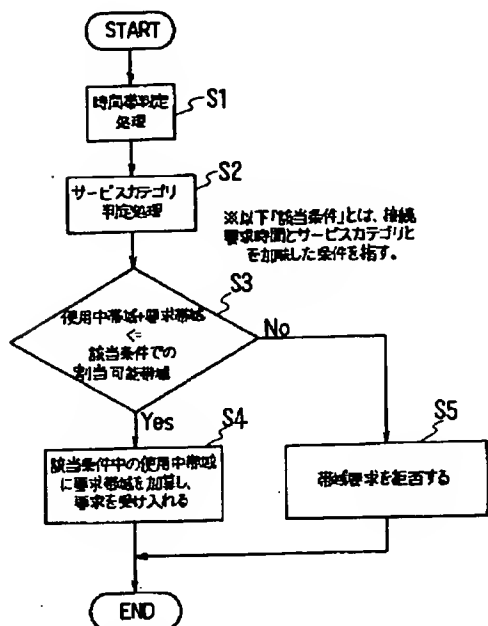 START
時間帯判定
処理
S1
サービスカテゴリ
判定処理
S2
※以下「該当条件」とは、接続
要求時間とサービスカテゴリと
を加味した条件を指す。
使用中帯域+要求帯域
<=
該当条件での
割当可能帯域
S3
No
Yes
該当条件中の使用中帯域
に要求帯域を加算し、
要求を受け入れる
S4
帯域要求を拒否する
S5
END